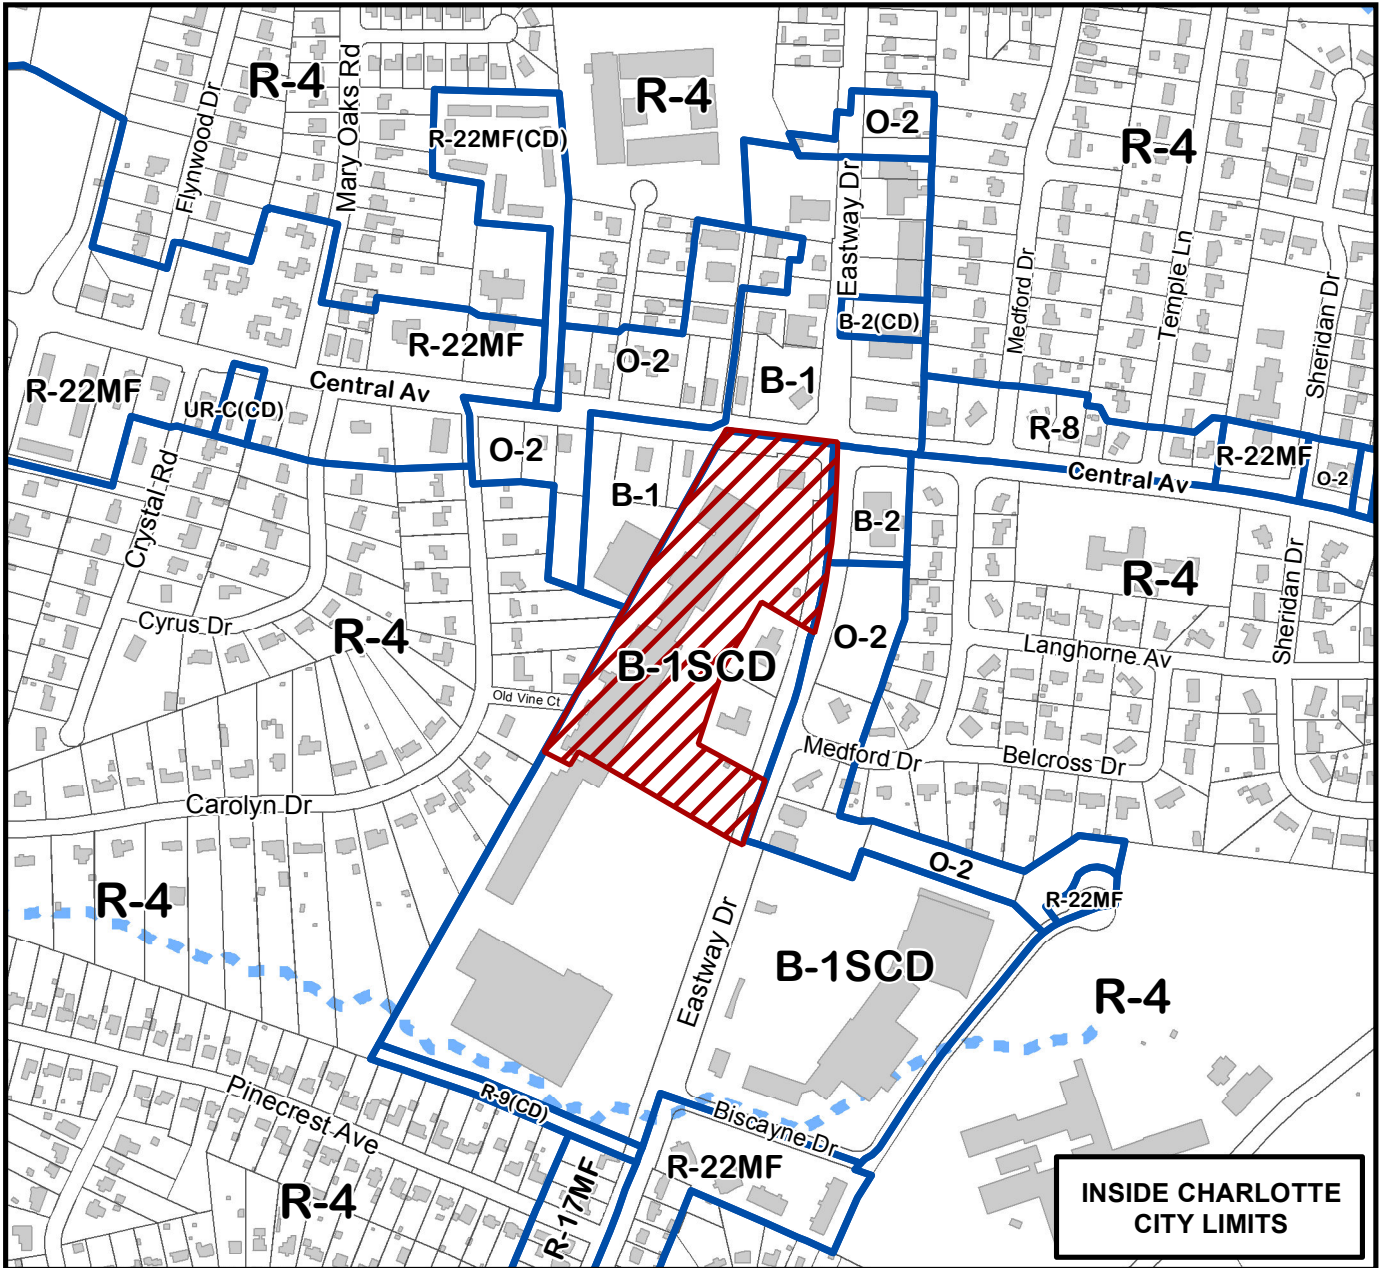 R-4
R-4
R-4
Flynwood Dr
Mary Oaks Rd
R-22MF(CD)
O-2
Eastway Dr
Medford Dr
Temple Ln
Sheridan Dr
B-2(CD)
R-22MF
O-2
B-1
R-22MF
Central Av
UR-C(CD)
R-8
O-2
R-22MF
O-2
Central Av
B-1
B-2
Crystal Rd
R-4
Cyrus Dr
R-4
O-2
Langhorne Av
Sheridan Dr
B-1SCD
Old Vine Ct
Medford Dr
Belcross Dr
Carolyn Dr
O-2
R-4
R-22MF
Eastway Dr
B-1SCD
R-4
R-9(CD)
Pinecrest Ave
Biscayne Dr
R-22MF
R-17MF
R-4
INSIDE CHARLOTTE
CITY LIMITS